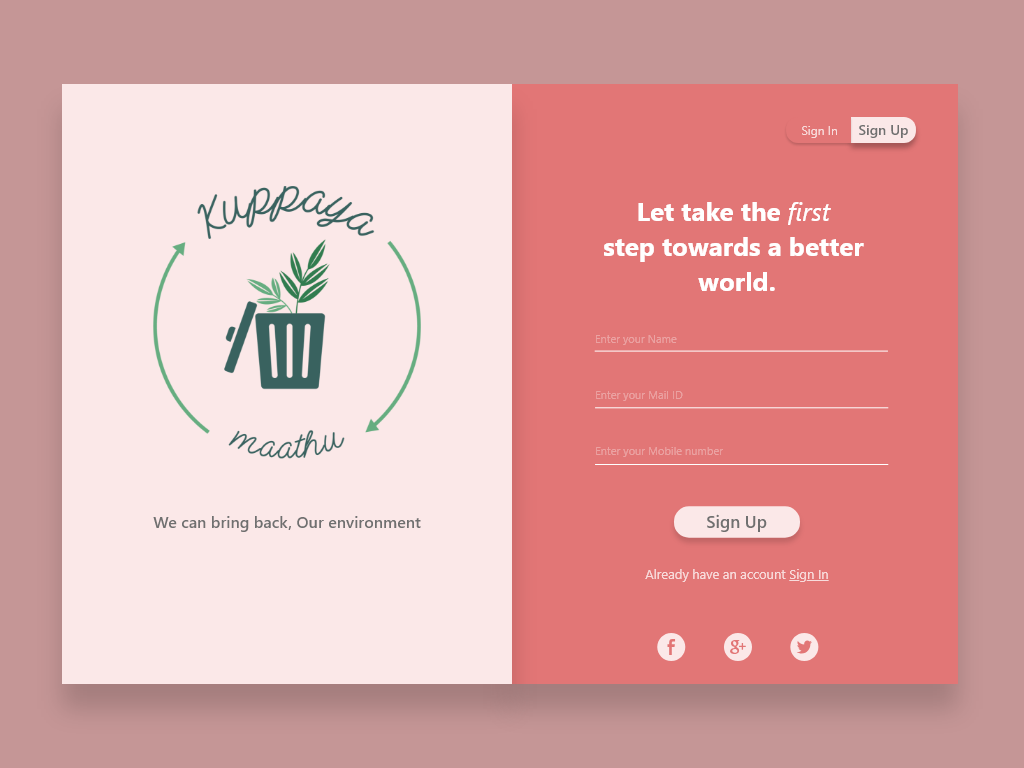 Kuppaya
maathu
We can bring back, Our environment
Sign In
Sign Up
Let take the first
step towards a better
world.
Enter your Name
Enter your Mail ID
Enter your Mobile number
Sign Up
Already have an account Sign In
f
g+